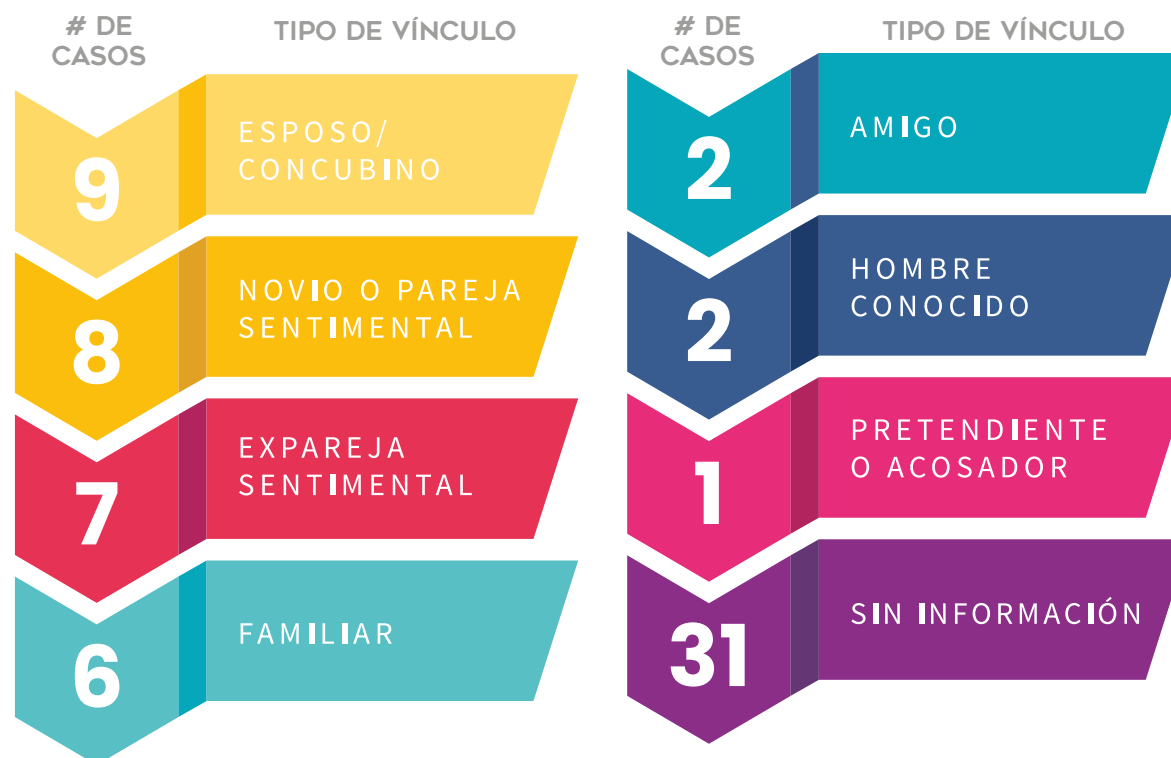 # DE
CASOS
TIPO DE VÍNCULO
9
ESPOSO/
CONCUBINO
8
NOVIO O PAREJA
SENTIMENTAL
7
EXPAREJA
SENTIMENTAL
6
FAMILIAR
# DE
CASOS
TIPO DE VÍNCULO
2
AMIGO
2
HOMBRE
CONOCIDO
1
PRETENDIENTE
O ACOSADOR
31
SIN INFORMACIÓN